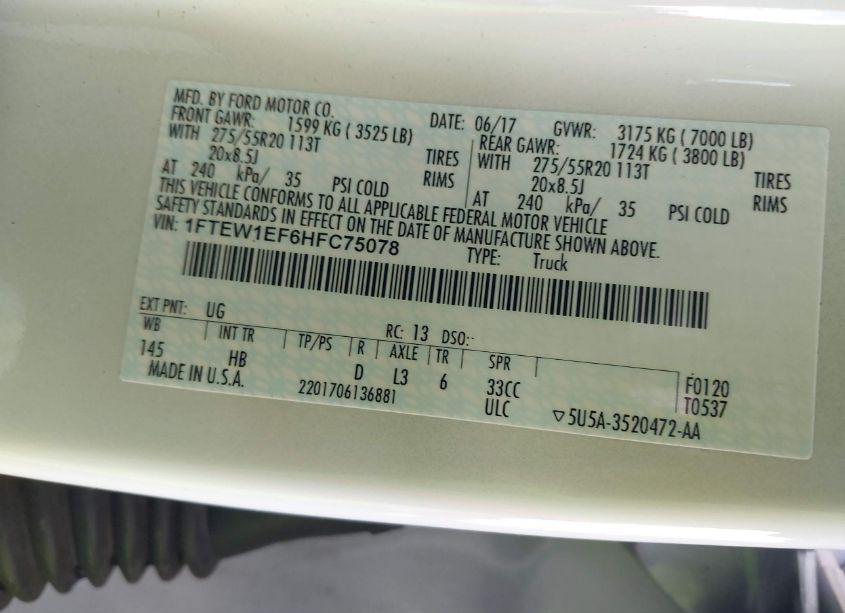 MFD. BY FORD MOTOR CO.
DATE: 06/17 GVWR: 3175 KG ( 7000 LB)
FRONT GAWR: 1599 KG ( 3525 LB) REAR GAWR: 1724 KG ( 3800 LB)
WITH 275/55R20 113T TIRES WITH 275/55R20 113T TIRES
20x8.5J RIMS 20x8.5J RIMS
AT 240 kPa/ 35 PSI COLD AT 240 kPa/ 35 PSI COLD
THIS VEHICLE CONFORMS TO ALL APPLICABLE FEDERAL MOTOR VEHICLE
SAFETY STANDARDS IN EFFECT ON THE DATE OF MANUFACTURE SHOWN ABOVE.
VIN: 1FTEW1EF6HFC75078 TYPE: Truck
EXT PNT: UG RC: 13 DSO:
WB INT TR TP/PS R AXLE TR SPR
145 HB D L3 6 33CC F0120
MADE IN U.S.A. 2201706136881 ULC T0537
▽5U5A-3520472-AA